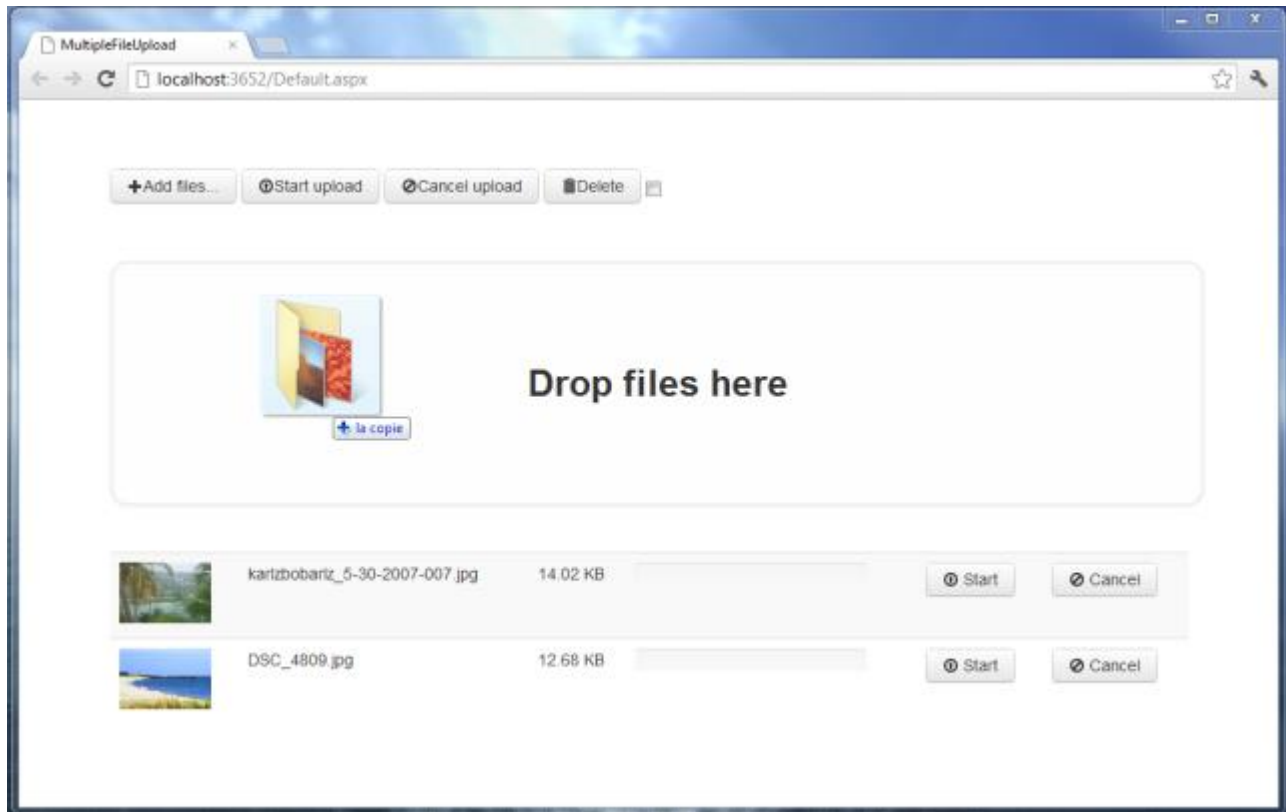 MultipleFileUpload
localhost:3652/Default.aspx
Add files...
Start upload
Cancel upload
Delete
Drop files here
la copie
kartzbobartz_5-30-2007-007.jpg
14.02 KB
Start
Cancel
DSC_4809.jpg
12.68 KB
Start
Cancel